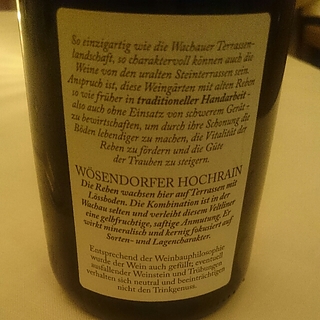 So einzigartig wie die Wachauer Terrassen-
landschaft, so charaktervoll können auch die
Weine von den uralten Steinterrassen sein.
Anspruch ist, diese Weingärten mit alten Reben
so wie früher in traditioneller Handarbeit -
also auch ohne Einsatz von schwerem Gerät -
zu bewirtschaften, um durch ihre Schonung die
Böden lebendiger zu machen, die Vitalität der
Reben zu fördern und die Güte
der Trauben zu steigern.
WÖSENDORFER HOCHRAIN
Die Reben wachsen hier auf Terrassen mit
Lössboden. Die Kombination ist in der
Wachau selten und verleiht diesem Veltliner
eine gelbfruchtige, saftige Anmutung. Er
wirkt mineralisch und kernig fokusiert auf
Sorten- und Lagencharakter.
Entsprechend der Weinbauphilosophie
wurde der Wein auch gefüllt; eventuell
ausfallender Weinstein und Trübungen
verhalten sich neutral und beeinträchtigen
nicht den Trinkgenuss.